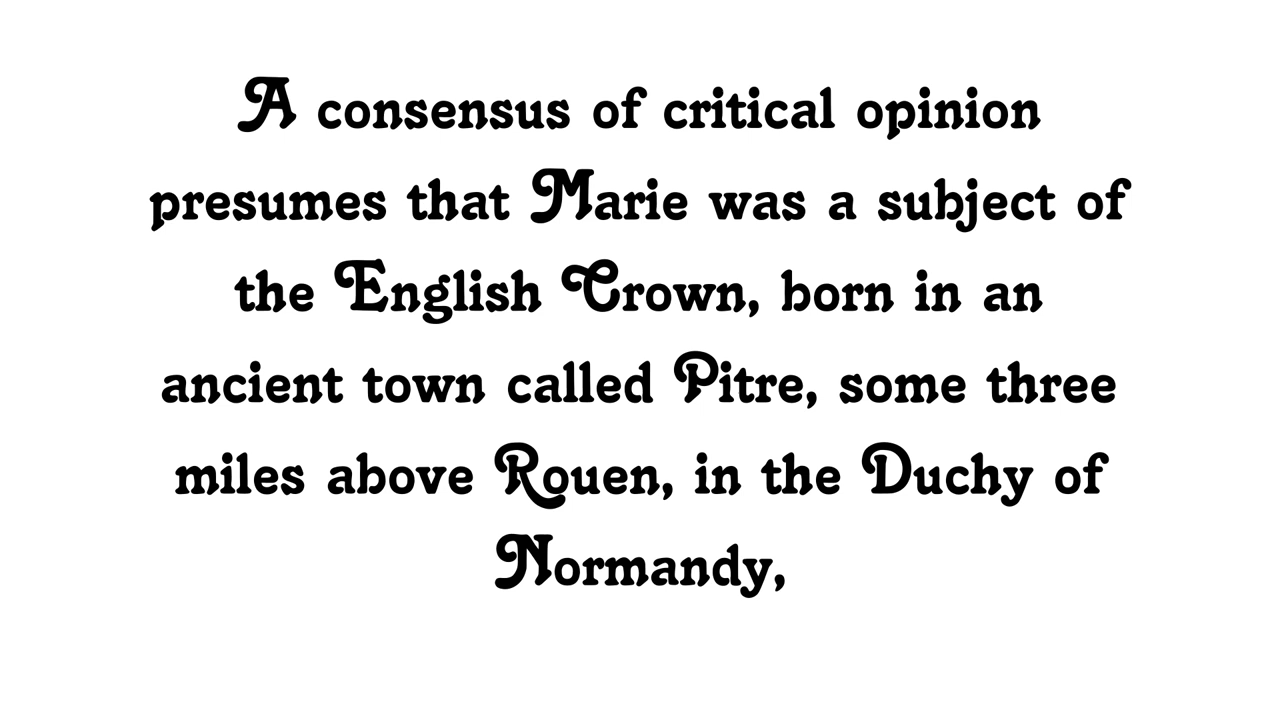 A consensus of critical opinion
presumes that Marie was a subject of
the English Crown, born in an
ancient town called Pitre, some three
miles above Rouen, in the Duchy of
Normandy,